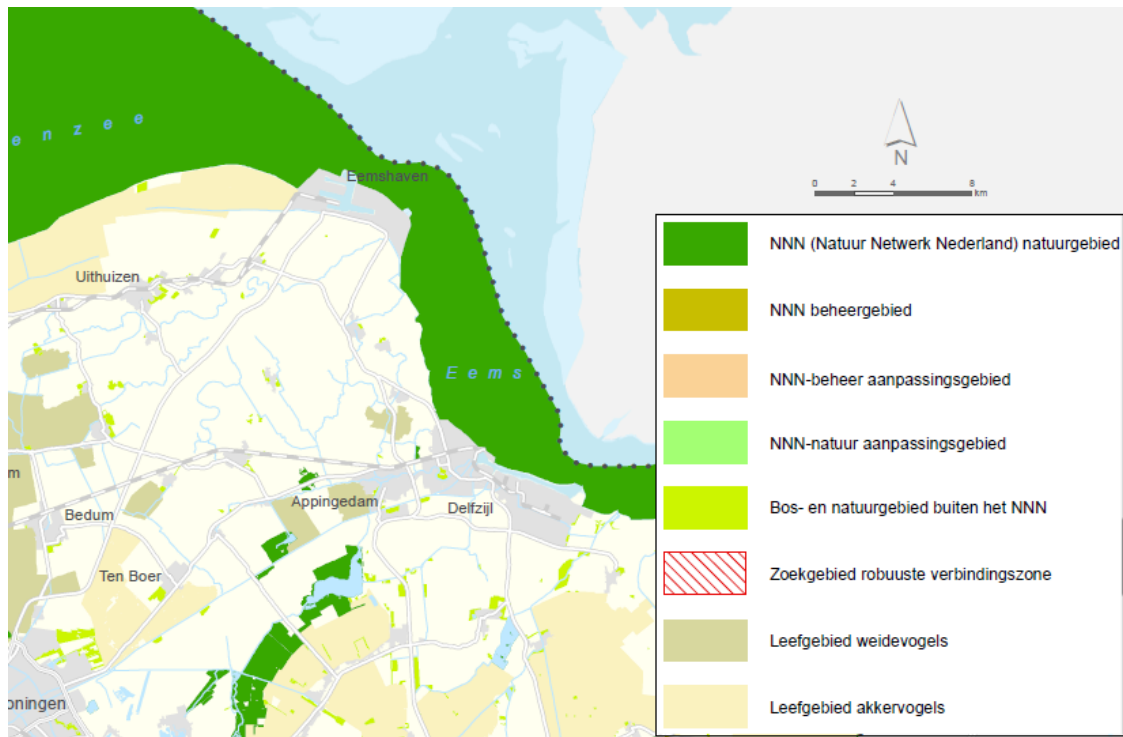 e n z e e
Eemshaven
N
0 2 4 8
km
NNN (Natuur Netwerk Nederland) natuurgebied
Uithuizen
NNN beheergebied
Eems
NNN-beheer aanpassingsgebied
NNN-natuur aanpassingsgebied
m
Appingedam
Delfzijl
Bedum
Bos- en natuurgebied buiten het NNN
Ten Boer
Zoekgebied robuuste verbindingszone
Leefgebied weidevogels
oningen
Leefgebied akkervogels